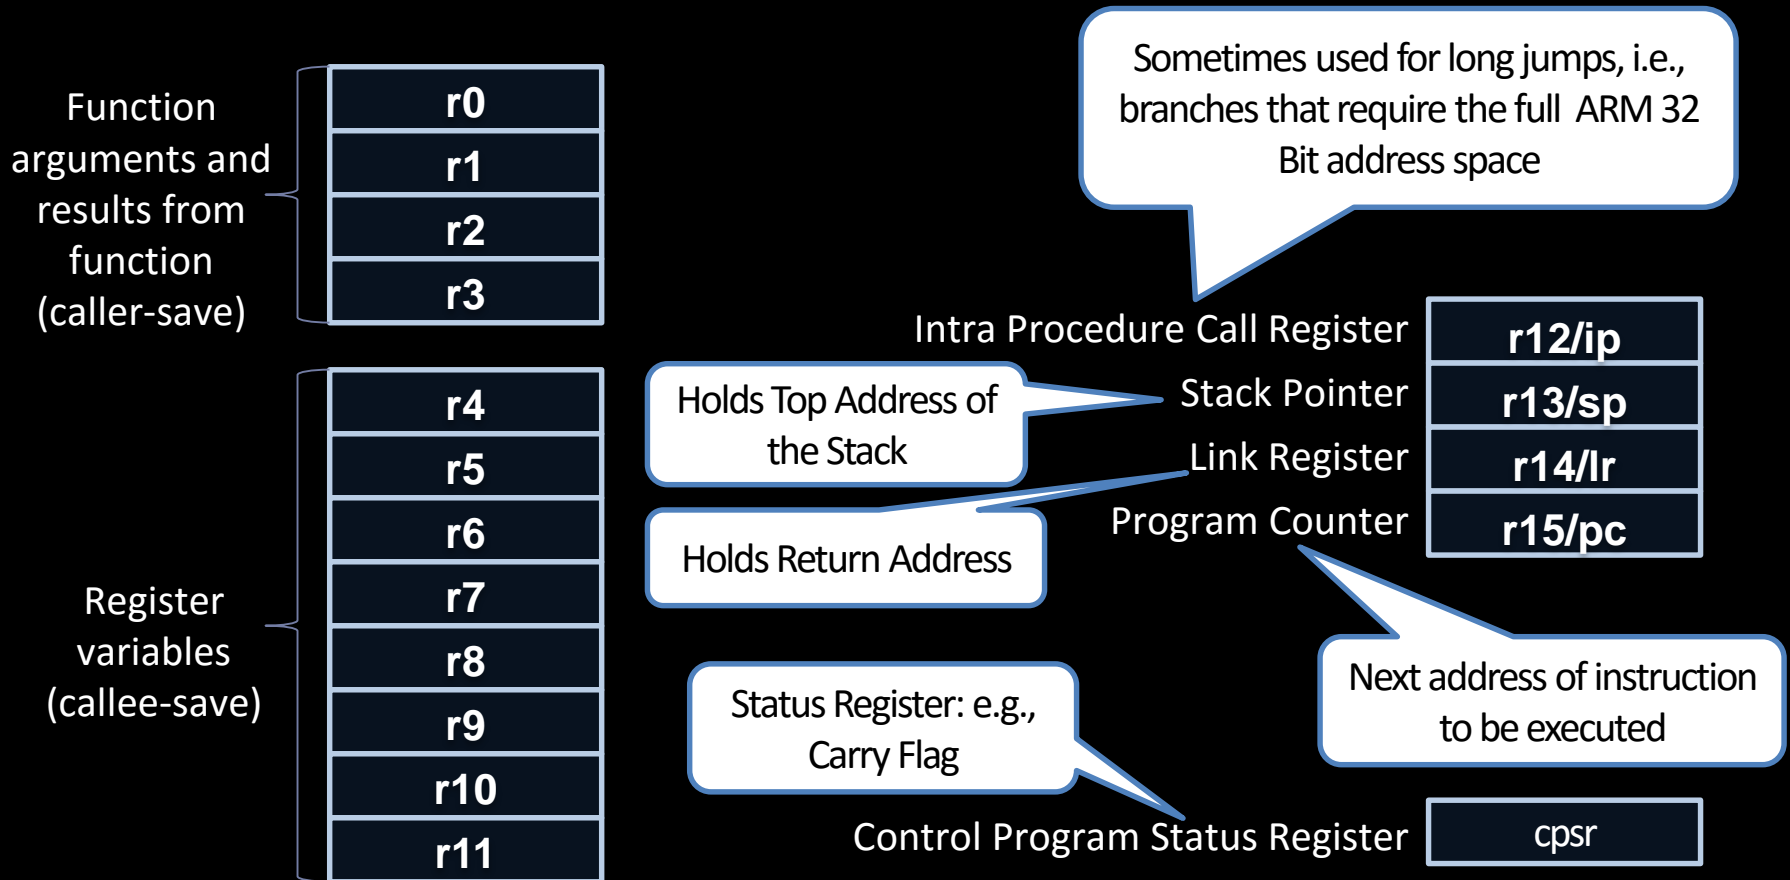 Function
arguments and
results from
function
(caller-save)
r0
r1
r2
r3
Register
variables
(callee-save)
r4
r5
r6
r7
r8
r9
r10
r11
Sometimes used for long jumps, i.e.,
branches that require the full ARM 32
Bit address space
Intra Procedure Call Register
r12/ip
Holds Top Address of
the Stack
Stack Pointer
r13/sp
Link Register
r14/lr
Holds Return Address
Program Counter
r15/pc
Next address of instruction
to be executed
Status Register: e.g.,
Carry Flag
Control Program Status Register
cpsr